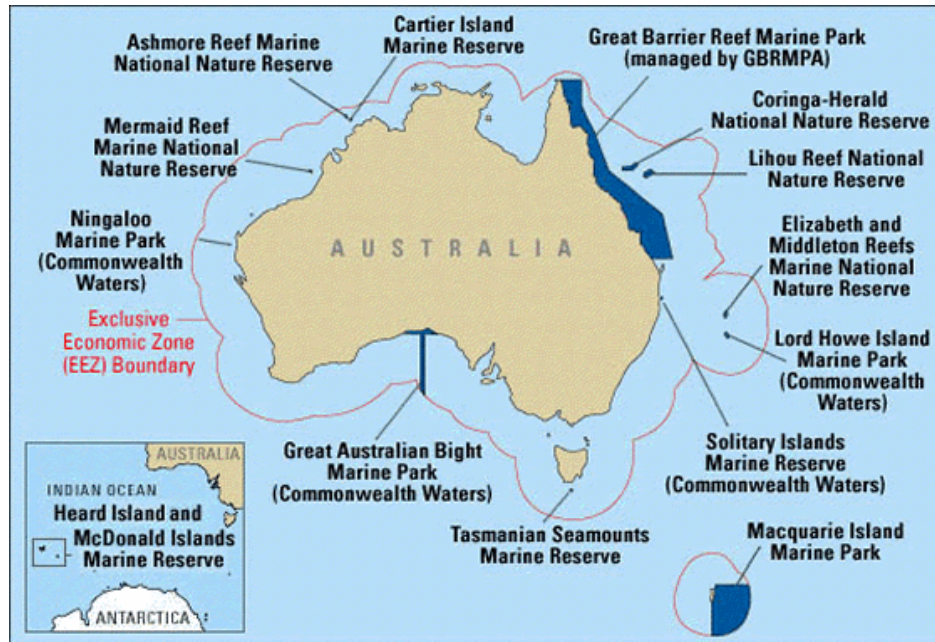 Cartier Island
Marine Reserve
Ashmore Reef Marine
National Nature Reserve
Great Barrier Reef Marine Park
(managed by GBRMPA)
Coringa-Herald
National Nature Reserve
Mermaid Reef
Marine National
Nature Reserve
Lihou Reef National
Nature Reserve
Ningaloo
Marine Park
(Commonwealth
Waters)
AUSTRALIA
Elizabeth and
Middleton Reefs
Marine National
Nature Reserve
Exclusive
Economic Zone
(EEZ) Boundary
Lord Howe Island
Marine Park
(Commonwealth
Waters)
Great Australian Bight
Marine Park
(Commonwealth Waters)
Solitary Islands
Marine Reserve
(Commonwealth Waters)
Tasmanian Seamounts
Marine Reserve
Macquarie Island
Marine Park
AUSTRALIA
INDIAN OCEAN
Heard Island and
McDonald Islands
Marine Reserve
ANTARCTICA